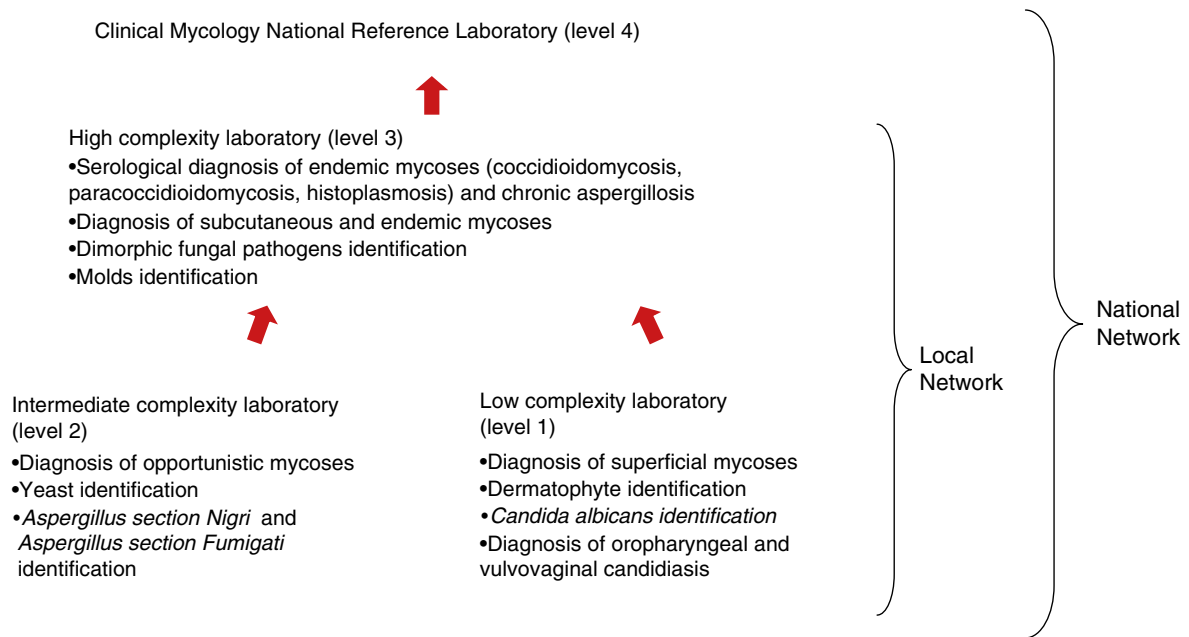 Clinical Mycology National Reference Laboratory (level 4)
High complexity laboratory (level 3)
•Serological diagnosis of endemic mycoses (coccidioidomycosis,
paracoccidioidomycosis, histoplasmosis) and chronic aspergillosis
•Diagnosis of subcutaneous and endemic mycoses
•Dimorphic fungal pathogens identification
•Molds identification
Intermediate complexity laboratory
(level 2)
•Diagnosis of opportunistic mycoses
•Yeast identification
•Aspergillus section Nigri and
Aspergillus section Fumigati
identification
Low complexity laboratory
(level 1)
•Diagnosis of superficial mycoses
•Dermatophyte identification
•Candida albicans identification
•Diagnosis of oropharyngeal and
vulvovaginal candidiasis
Local
Network
National
Network